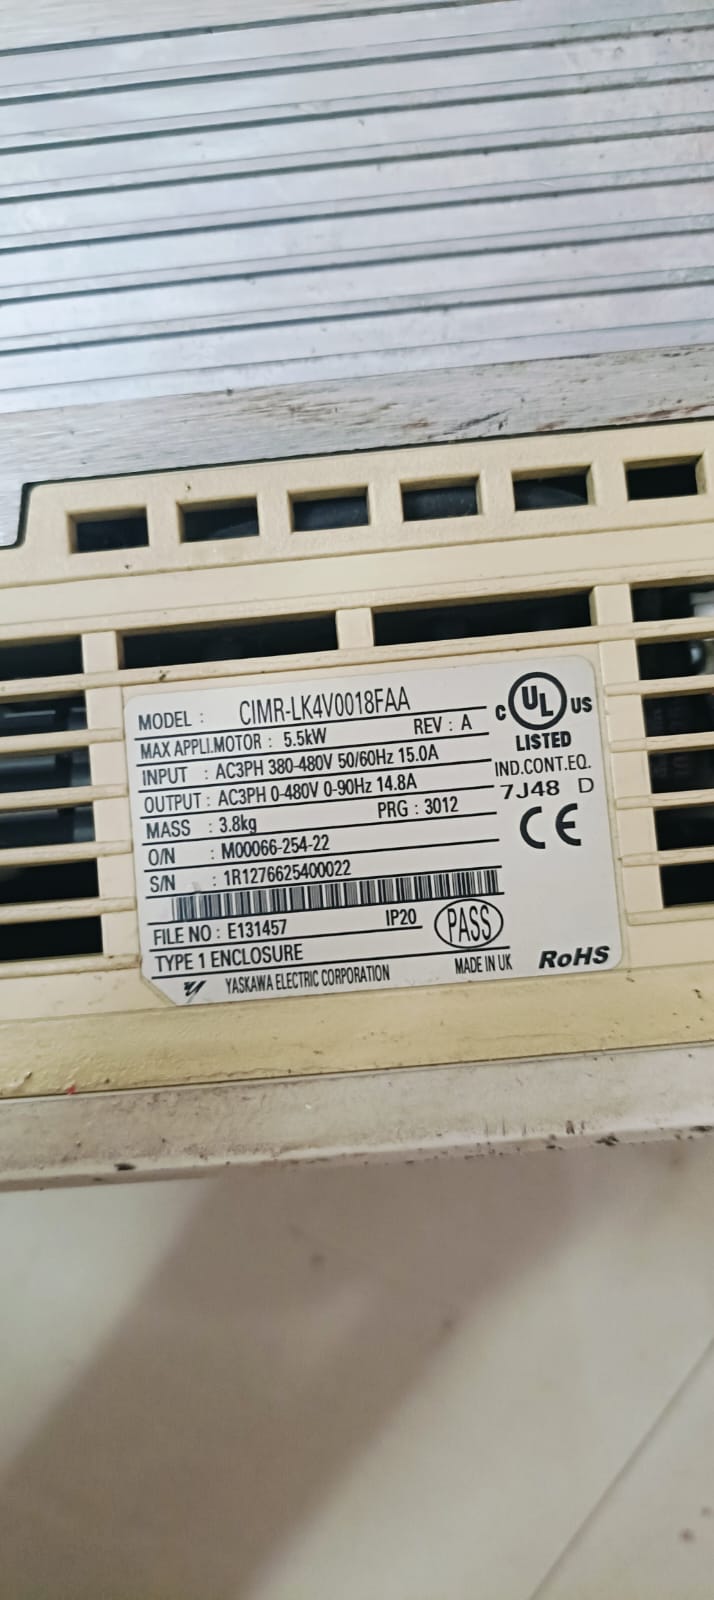 MODEL : CIMR-LK4V0018FAA
MAX APPLI.MOTOR : 5.5kW REV : A
INPUT : AC3PH 380-480V 50/60Hz 15.0A
OUTPUT : AC3PH 0-480V 0-90Hz 14.8A
MASS : 3.8kg PRG : 3012
O/N : M00066-254-22
S/N : 1R1276625400022
FILE NO : E131457 IP20 PASS
TYPE 1 ENCLOSURE
YASKAWA ELECTRIC CORPORATION MADE IN UK
C UL US
LISTED
IND.CONT.EQ.
7J48 D
CE
RoHS